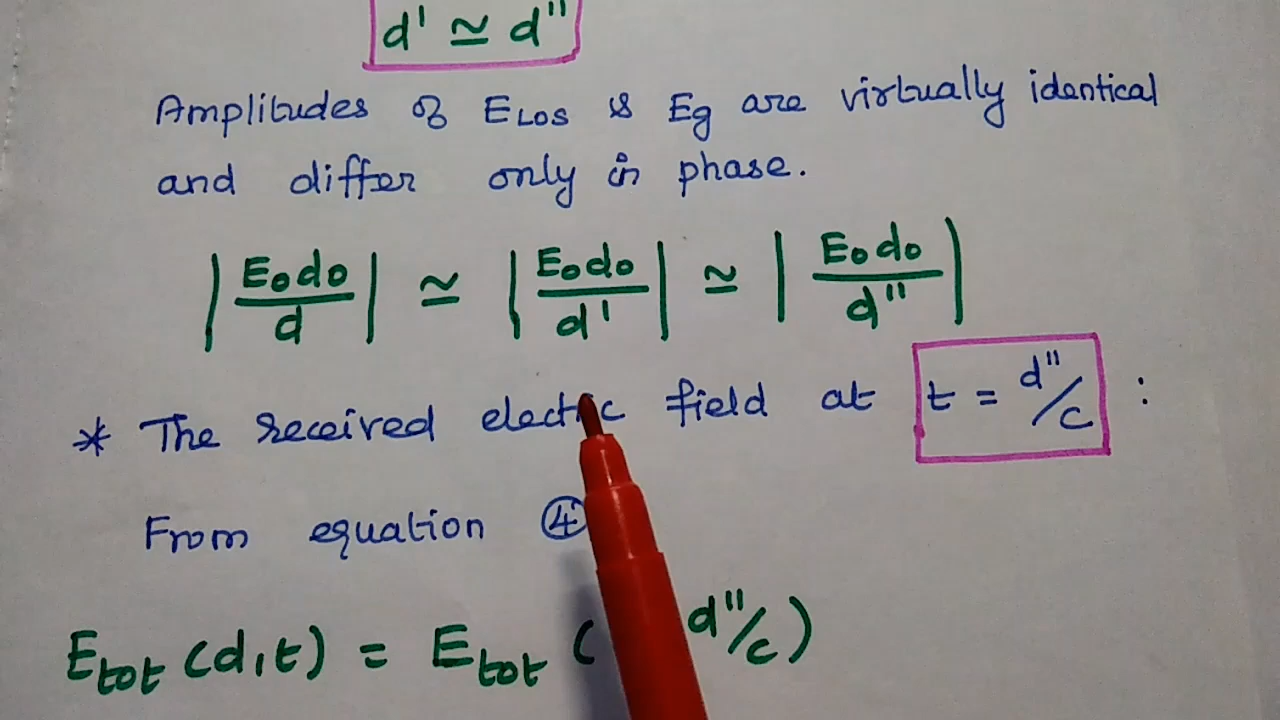 d' ≃ d"
Amplitudes of ELOS & Eg are virtually identical
and differ only in phase.
|E₀d₀/d| ≃ |E₀d₀/d'| ≃ |E₀d₀/d"|
* The received electric field at t = d"/c :
From equation ④
Etot (d,t) = Etot ( d"/c)